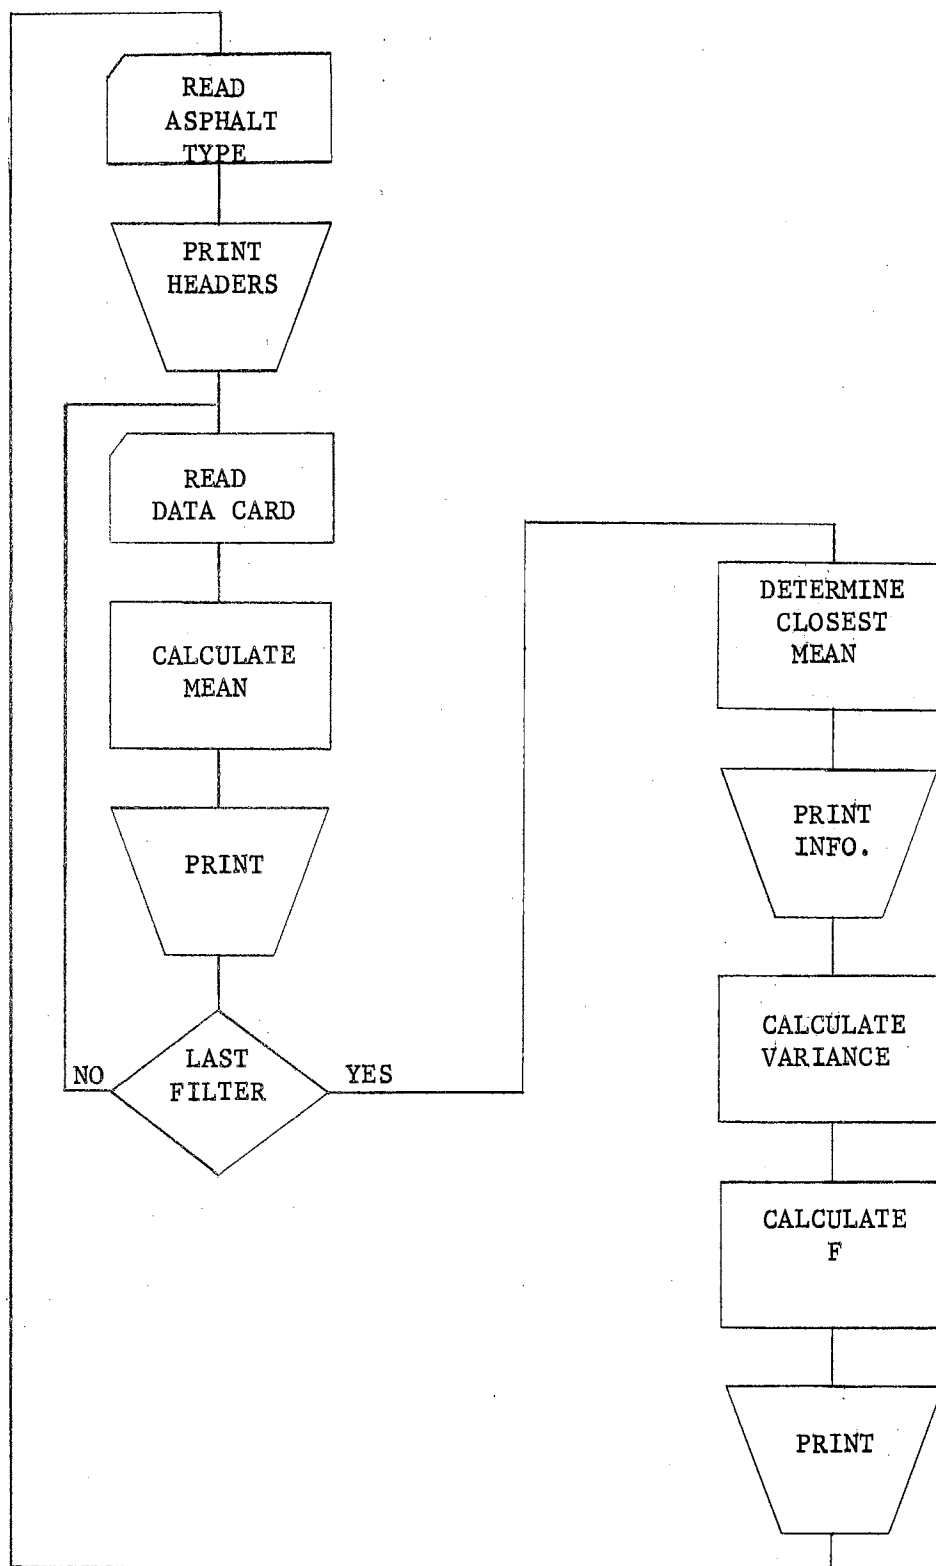 READ
ASPHALT
TYPE
PRINT
HEADERS
READ
DATA CARD
CALCULATE
MEAN
PRINT
LAST
FILTER
NO
YES
DETERMINE
CLOSEST
MEAN
PRINT
INFO.
CALCULATE
VARIANCE
CALCULATE
F
PRINT